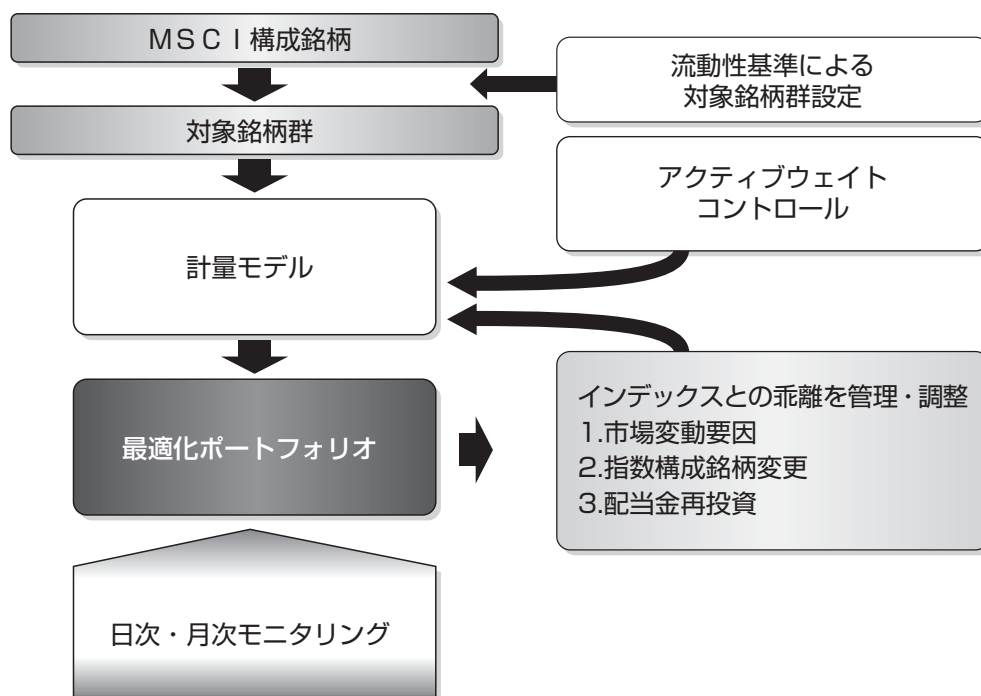 MSCI構成銘柄
流動性基準による
対象銘柄群設定
対象銘柄群
アクティブウェイト
コントロール
計量モデル
最適化ポートフォリオ
インデックスとの乖離を管理・調整
1.市場変動要因
2.指数構成銘柄変更
3.配当金再投資
日次・月次モニタリング